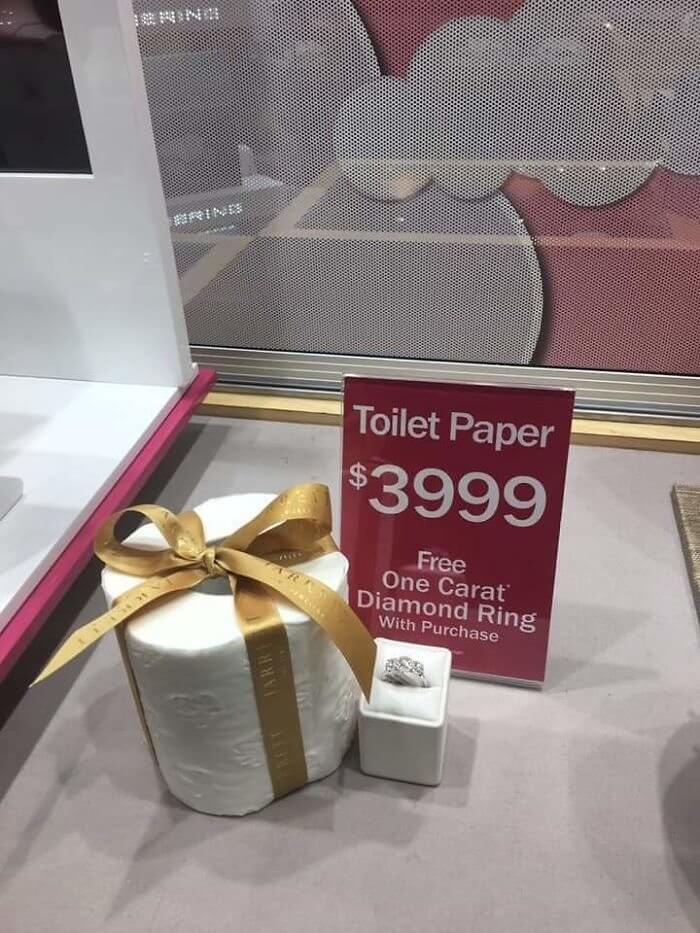 Toilet Paper
$3999
Free
One Carat*
Diamond Ring
With Purchase